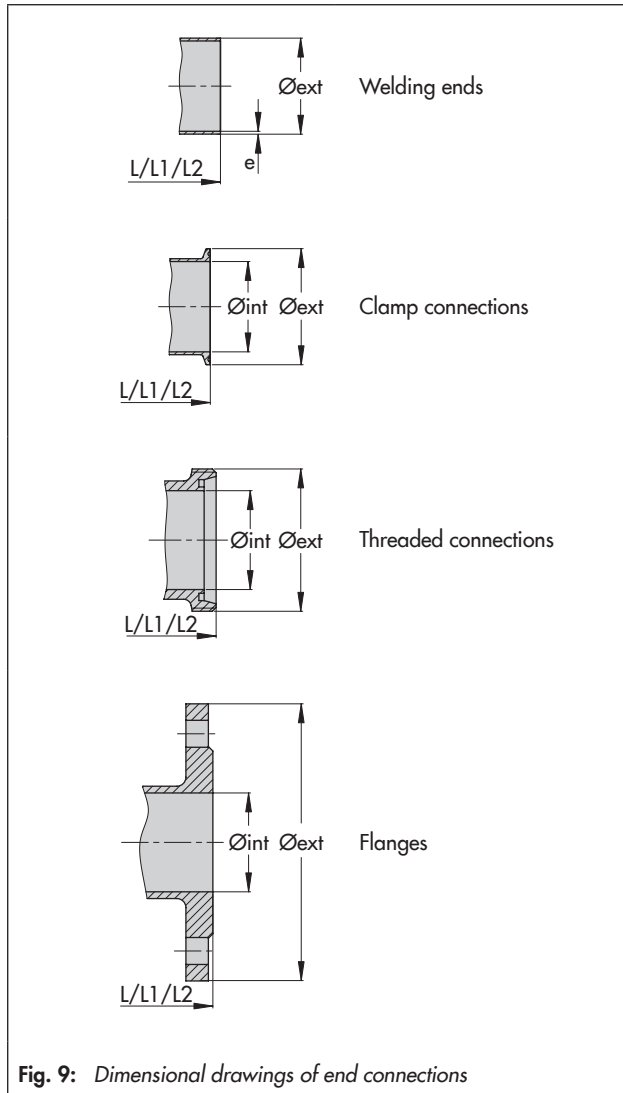 Øext Welding ends
e
L/L1/L2
Øint Øext Clamp connections
L/L1/L2
Øint Øext Threaded connections
L/L1/L2
Øint Øext Flanges
L/L1/L2
Fig. 9: Dimensional drawings of end connections